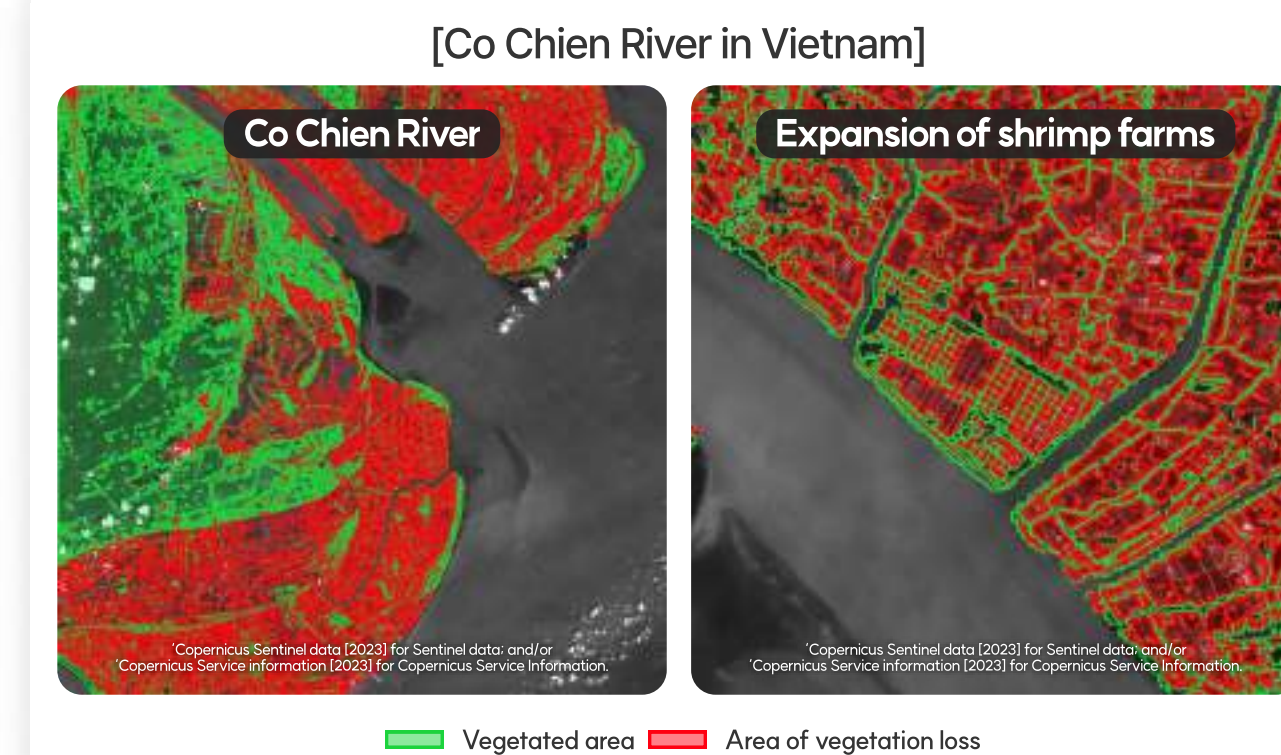 [Co Chien River in Vietnam]
Co Chien River
Expansion of shrimp farms
'Copernicus Sentinel data [2023] for Sentinel data; and/or
'Copernicus Service information [2023] for Copernicus Service Information.
'Copernicus Sentinel data [2023] for Sentinel data; and/or
'Copernicus Service information [2023] for Copernicus Service Information.
Vegetated area
Area of vegetation loss